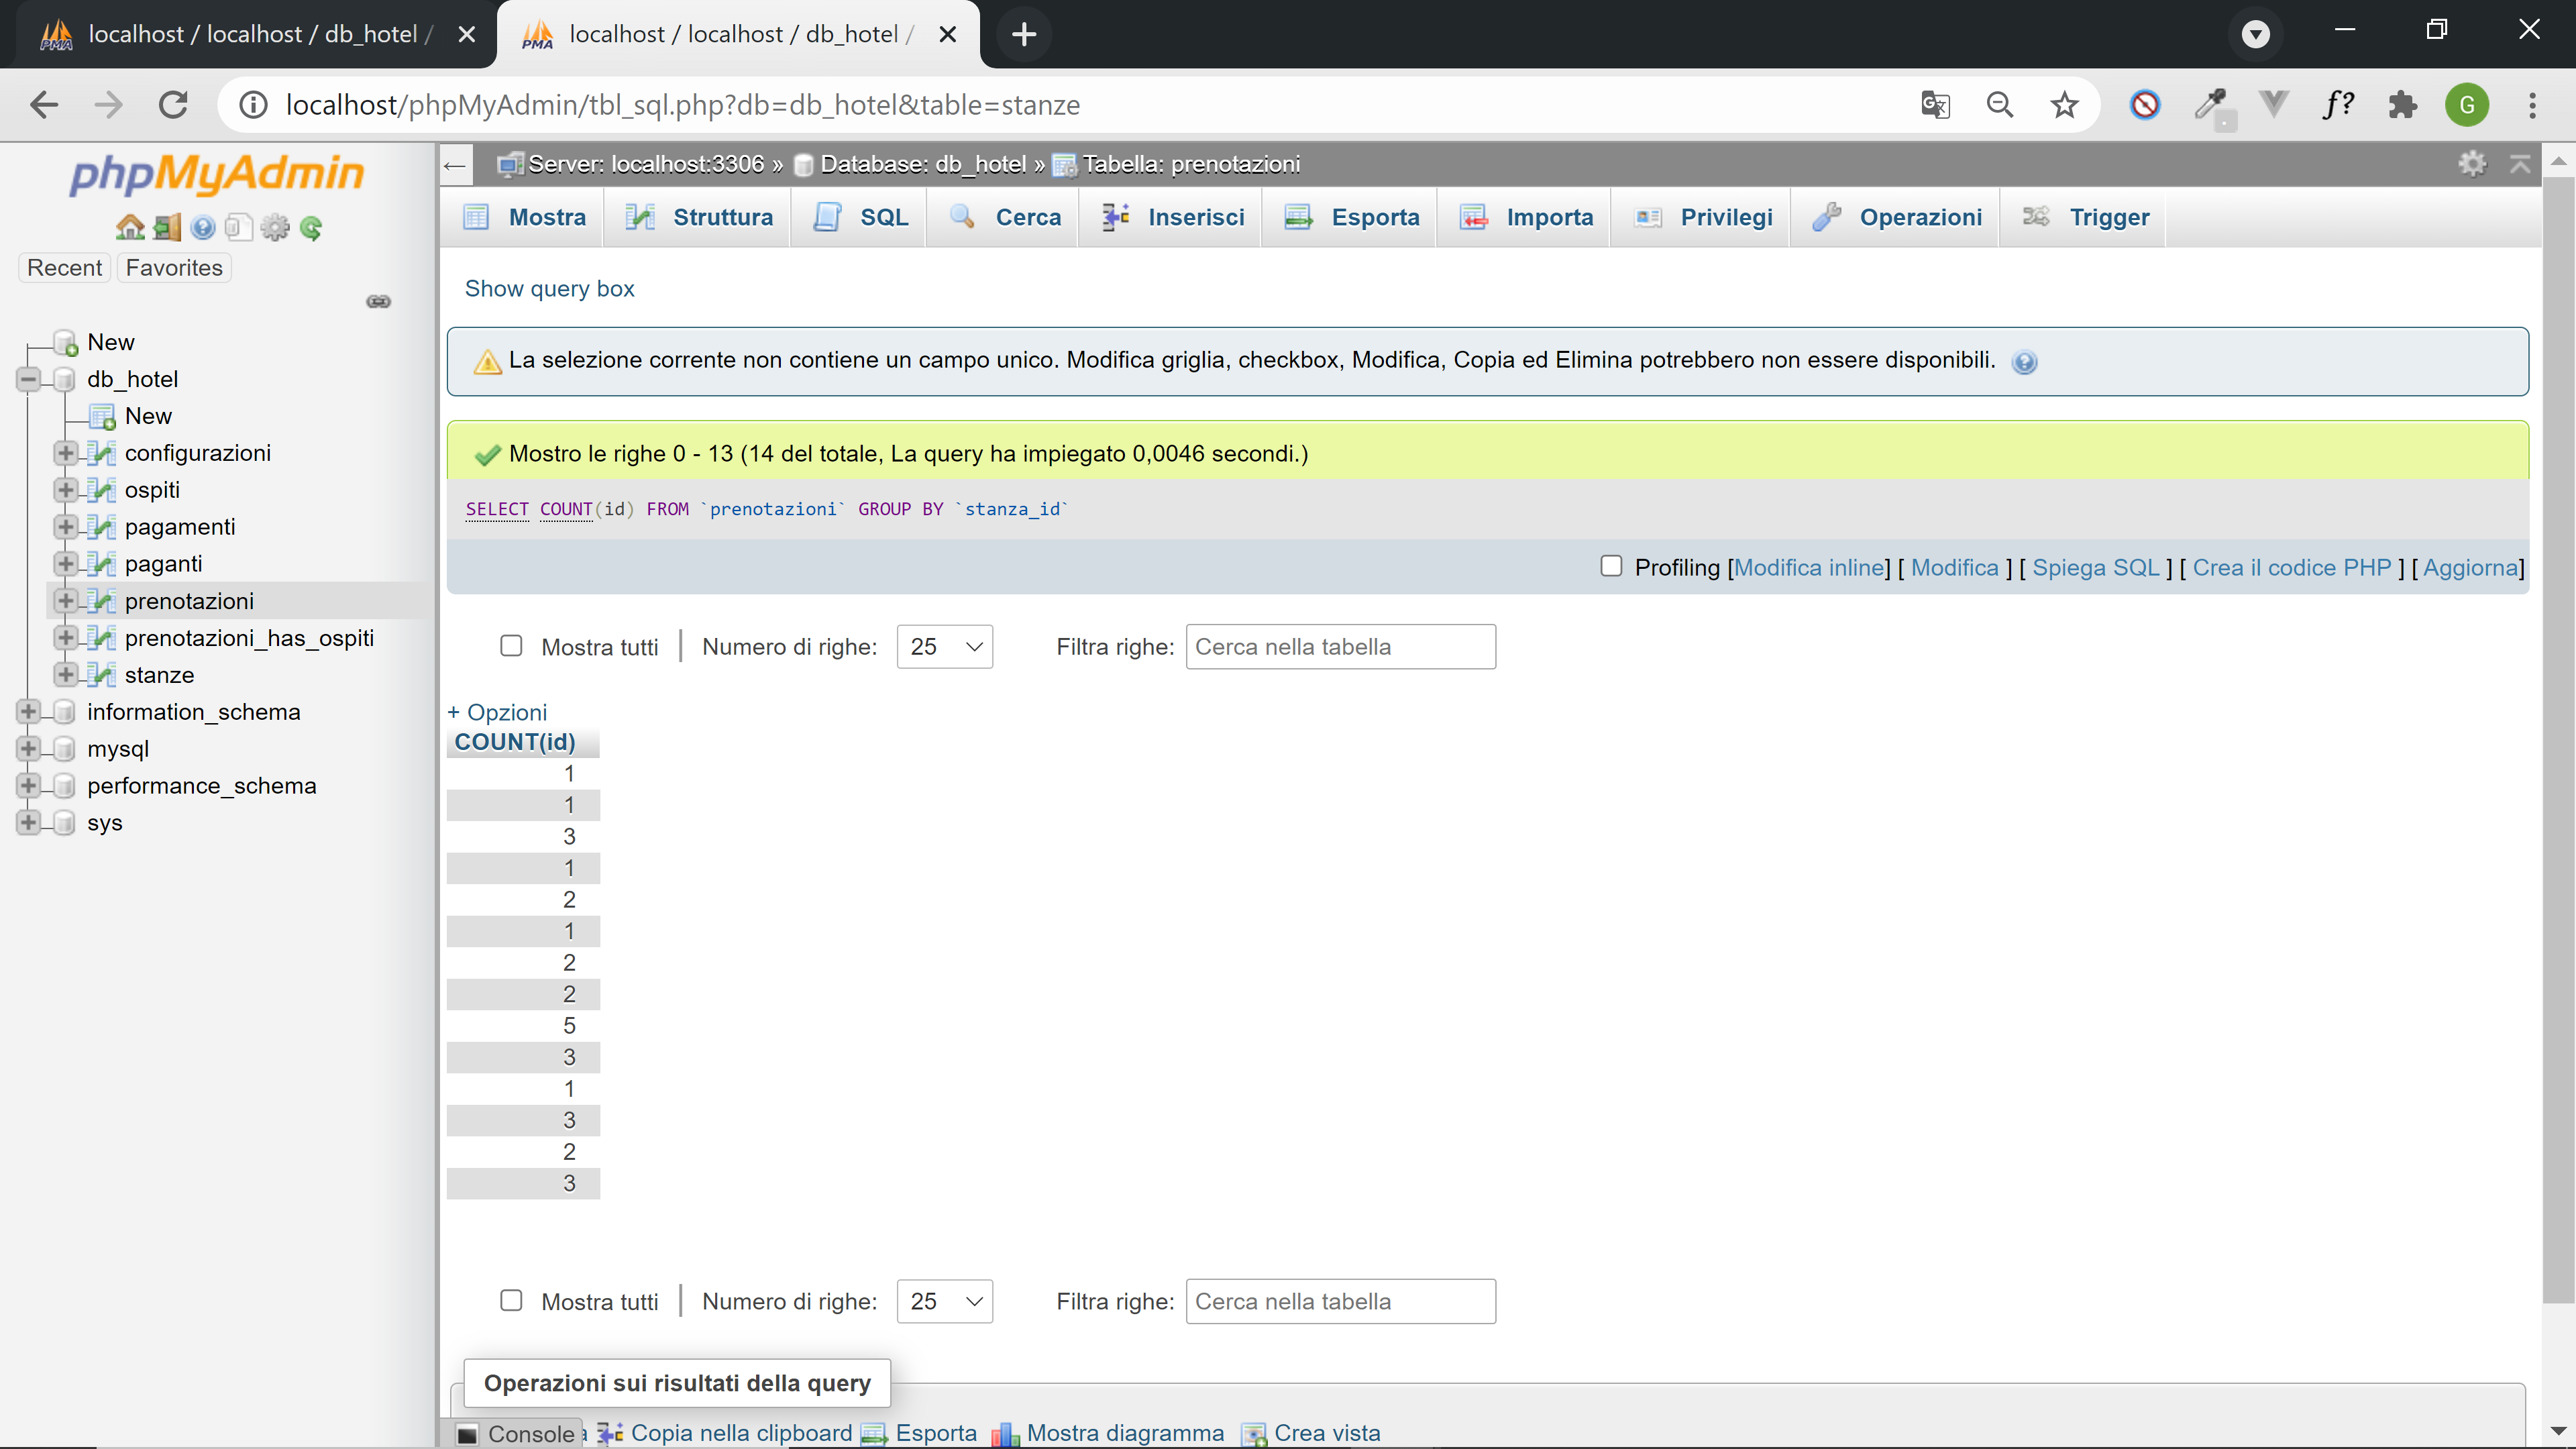 localhost / localhost / db_hotel /
localhost / localhost / db_hotel /
localhost/phpMyAdmin/tbl_sql.php?db=db_hotel&table=stanze
f?
G
phpMyAdmin
Recent
Favorites
New
db_hotel
New
configurazioni
ospiti
pagamenti
paganti
prenotazioni
prenotazioni_has_ospiti
stanze
information_schema
mysql
performance_schema
sys
Server: localhost:3306 » Database: db_hotel » Tabella: prenotazioni
Mostra Struttura SQL Cerca Inserisci Esporta Importa Privilegi Operazioni Trigger
Show query box
La selezione corrente non contiene un campo unico. Modifica griglia, checkbox, Modifica, Copia ed Elimina potrebbero non essere disponibili.
Mostro le righe 0 - 13 (14 del totale, La query ha impiegato 0,0046 secondi.)
SELECT COUNT(id) FROM `prenotazioni` GROUP BY `stanza_id`
Profiling [Modifica inline] [ Modifica ] [ Spiega SQL ] [ Crea il codice PHP ] [ Aggiorna]
Mostra tutti | Numero di righe: 25 Filtra righe: Cerca nella tabella
+ Opzioni
COUNT(id)
1
1
3
1
2
1
2
2
5
3
1
3
2
3
Mostra tutti | Numero di righe: 25 Filtra righe: Cerca nella tabella
Operazioni sui risultati della query
Console Copia nella clipboard Esporta Mostra diagramma Crea vista